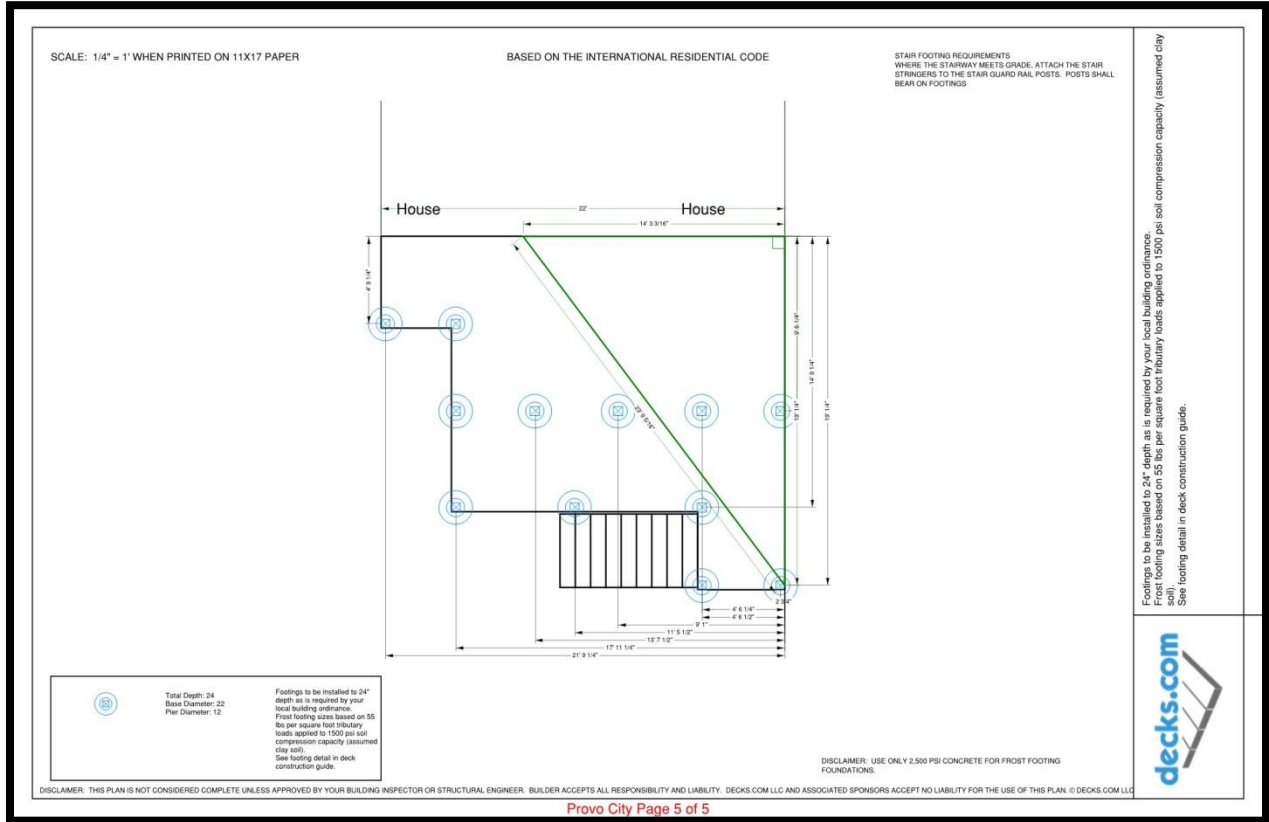 SCALE: 1/4" = 1' WHEN PRINTED ON 11X17 PAPER
BASED ON THE INTERNATIONAL RESIDENTIAL CODE
STAIR FOOTING REQUIREMENTS
WHERE THE STAIRWAY MEETS GRADE, ATTACH THE STAIR
STRINGERS TO THE STAIR GUARD RAIL POSTS. POSTS SHALL
BEAR ON FOOTINGS
House
22'
House
14' 3 3/16"
4' 9 1/4"
9' 6 1/4"
14' 9 1/4"
19' 1/4"
19' 1/4"
23' 9 5/16"
2 3/4"
4' 6 1/4"
4' 6 1/2"
9' 1"
11' 5 1/2"
13' 7 1/2"
17' 11 1/4"
21' 9 1/4"
Total Depth: 24
Base Diameter: 22
Pier Diameter: 12
Footings to be installed to 24"
depth as is required by your
local building ordinance.
Frost footing sizes based on 55
lbs per square foot tributary
loads applied to 1500 psi soil
compression capacity (assumed
clay soil).
See footing detail in deck
construction guide.
DISCLAIMER: USE ONLY 2,500 PSI CONCRETE FOR FROST FOOTING
FOUNDATIONS.
DISCLAIMER: THIS PLAN IS NOT CONSIDERED COMPLETE UNLESS APPROVED BY YOUR BUILDING INSPECTOR OR STRUCTURAL ENGINEER. BUILDER ACCEPTS ALL RESPONSIBILITY AND LIABILITY. DECKS.COM LLC AND ASSOCIATED SPONSORS ACCEPT NO LIABILITY FOR THE USE OF THIS PLAN. © DECKS.COM LLC
Footings to be installed to 24" depth as is required by your local building ordinance.
Frost footing sizes based on 55 lbs per square foot tributary loads applied to 1500 psi soil compression capacity (assumed clay
soil).
See footing detail in deck construction guide.
decks.com
Provo City Page 5 of 5